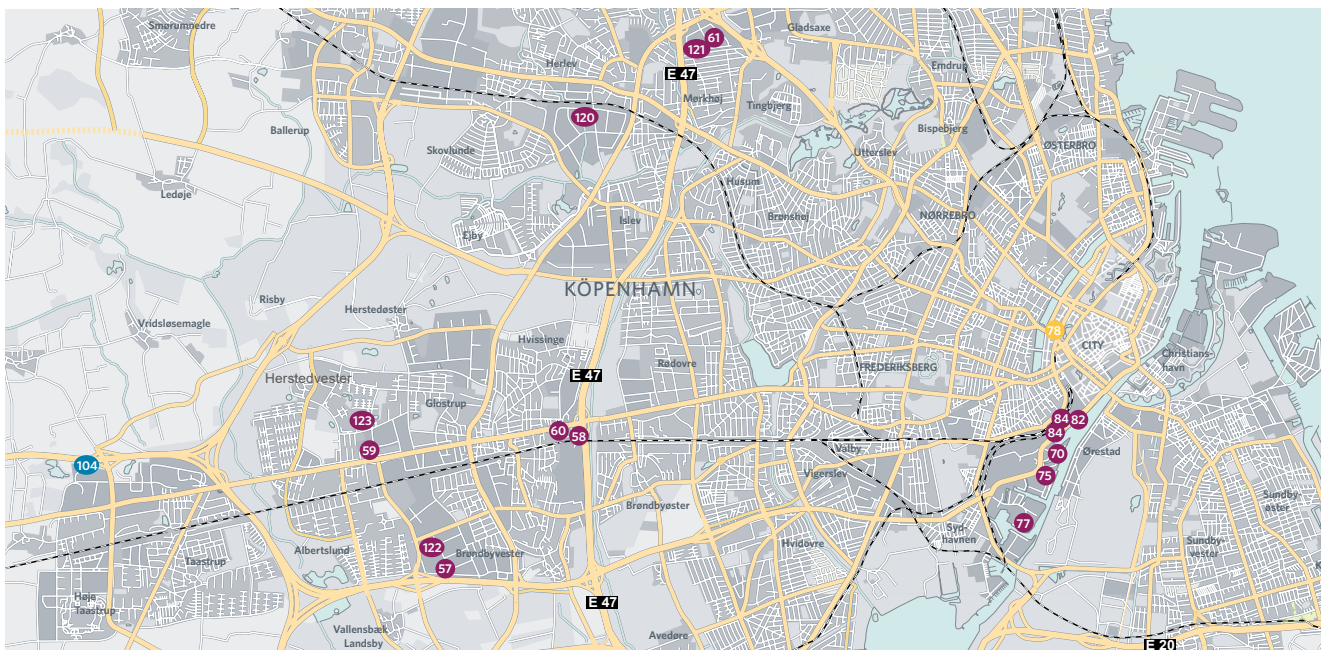 Smørumnedre
Gladsaxe
61
121
Herlev
Emdrup
E 47
Mørkhøj
Tingbjerg
120
Ballerup
Bispebjerg
Skovlunde
ØSTERBRO
Utterslev
Husum
Ledøje
Islev
Brønshøj
NØRREBRO
Ejby
KÖPENHAMN
Risby
Herstedøster
Vridsløsemagle
78
Hvissinge
CITY
Christians-
havn
Rødovre
FREDERIKSBERG
E 47
Herstedvester
Glostrup
123
84
82
60
58
84
59
Valby
70
Ørestad
104
Vigerslev
75
Brøndbyøster
Sundby-
øster
77
Syd-
havnen
Hvidovre
Sundby-
vester
122
Albertslund
Brøndbyvester
Taastrup
57
Høje
Taastrup
E 47
Vallensbæk
Landsby
Avedøre
E 20